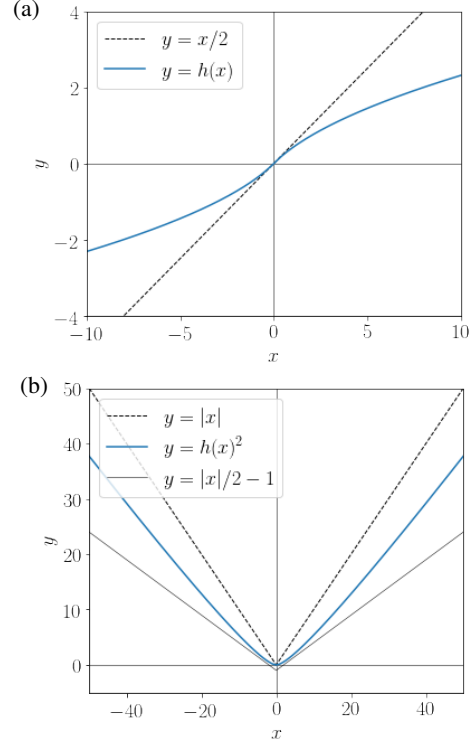 (a)
4
y = x/2
y = h(x)
2
0
−2
−4
y
−10 −5 0 5 10
x
(b)
50
y = |x|
y = h(x)²
y = |x|/2 − 1
40
30
20
10
0
y
−40 −20 0 20 40
x